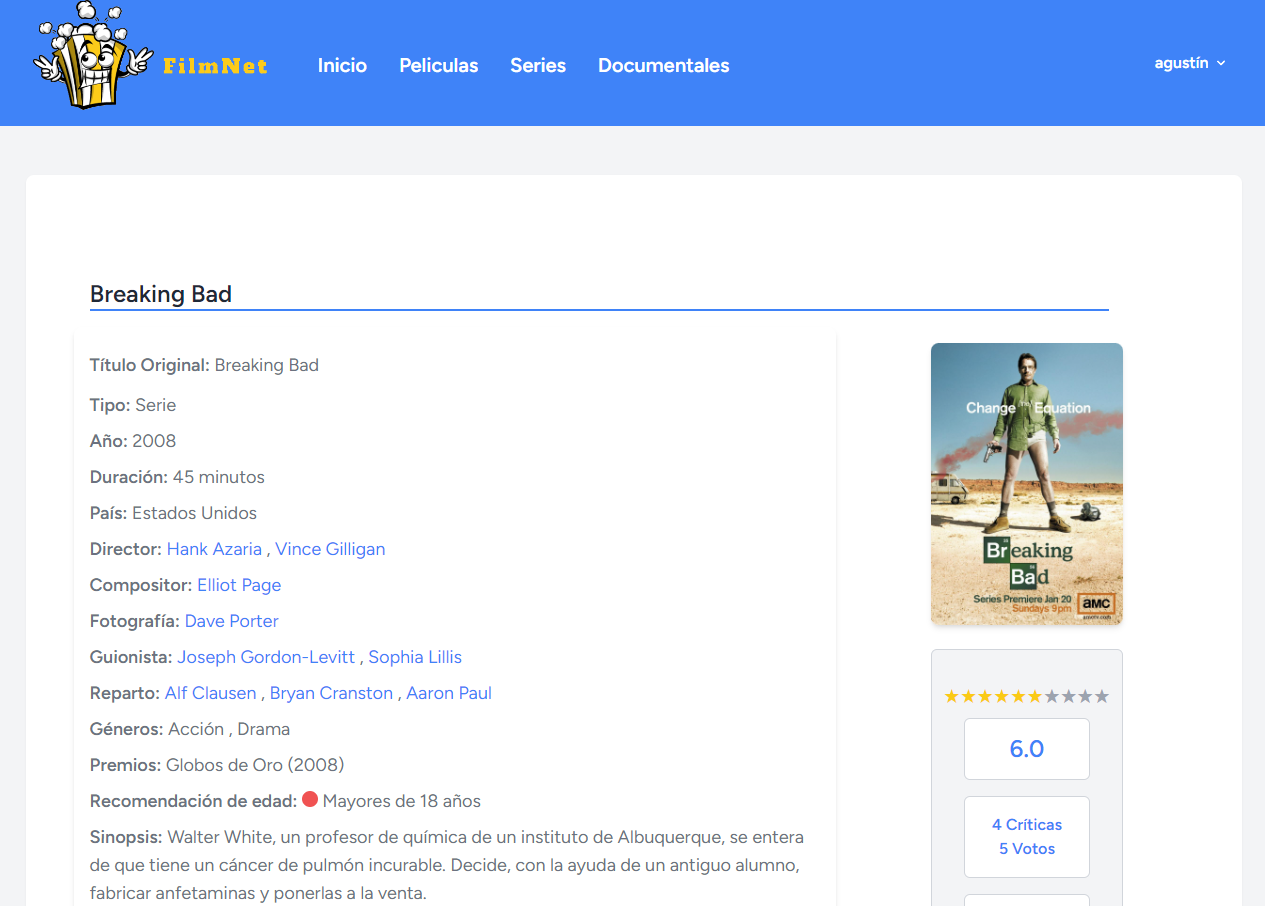 FilmNet
Inicio
Peliculas
Series
Documentales
agustín
Breaking Bad
Título Original: Breaking Bad
Tipo: Serie
Año: 2008
Duración: 45 minutos
País: Estados Unidos
Director: Hank Azaria , Vince Gilligan
Compositor: Elliot Page
Fotografía: Dave Porter
Guionista: Joseph Gordon-Levitt , Sophia Lillis
Reparto: Alf Clausen , Bryan Cranston , Aaron Paul
Géneros: Acción , Drama
Premios: Globos de Oro (2008)
Recomendación de edad: Mayores de 18 años
Sinopsis: Walter White, un profesor de química de un instituto de Albuquerque, se entera
de que tiene un cáncer de pulmón incurable. Decide, con la ayuda de un antiguo alumno,
fabricar anfetaminas y ponerlas a la venta.
Change the Equation
Breaking
Bad
Series Premiere Jan 20
Sundays 9pm
amc
6.0
4 Críticas
5 Votos